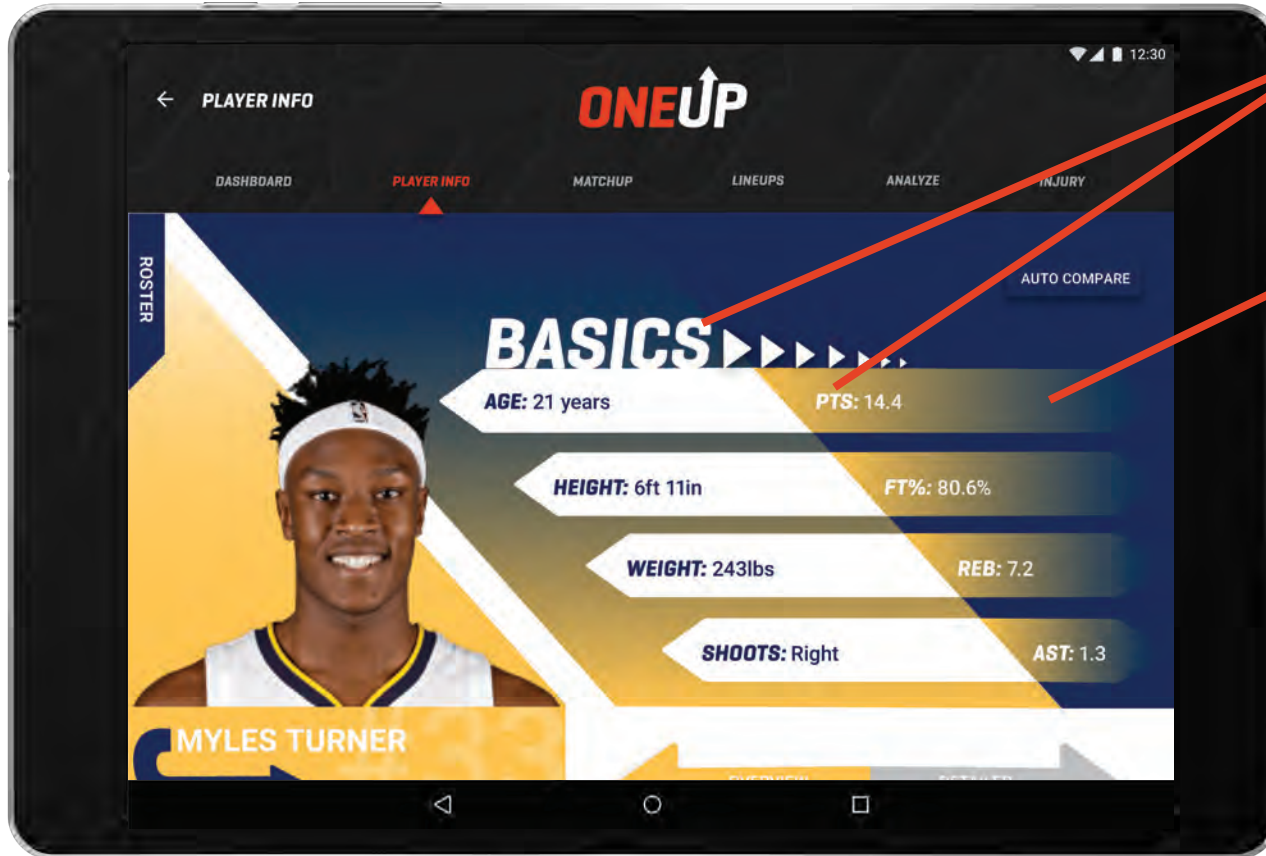 12:30
PLAYER INFO
ONEUP
DASHBOARD PLAYER INFO MATCHUP LINEUPS ANALYZE INJURY
ROSTER
AUTO COMPARE
BASICS
AGE: 21 years PTS: 14.4
HEIGHT: 6ft 11in FT%: 80.6%
WEIGHT: 243lbs REB: 7.2
SHOOTS: Right AST: 1.3
MYLES TURNER